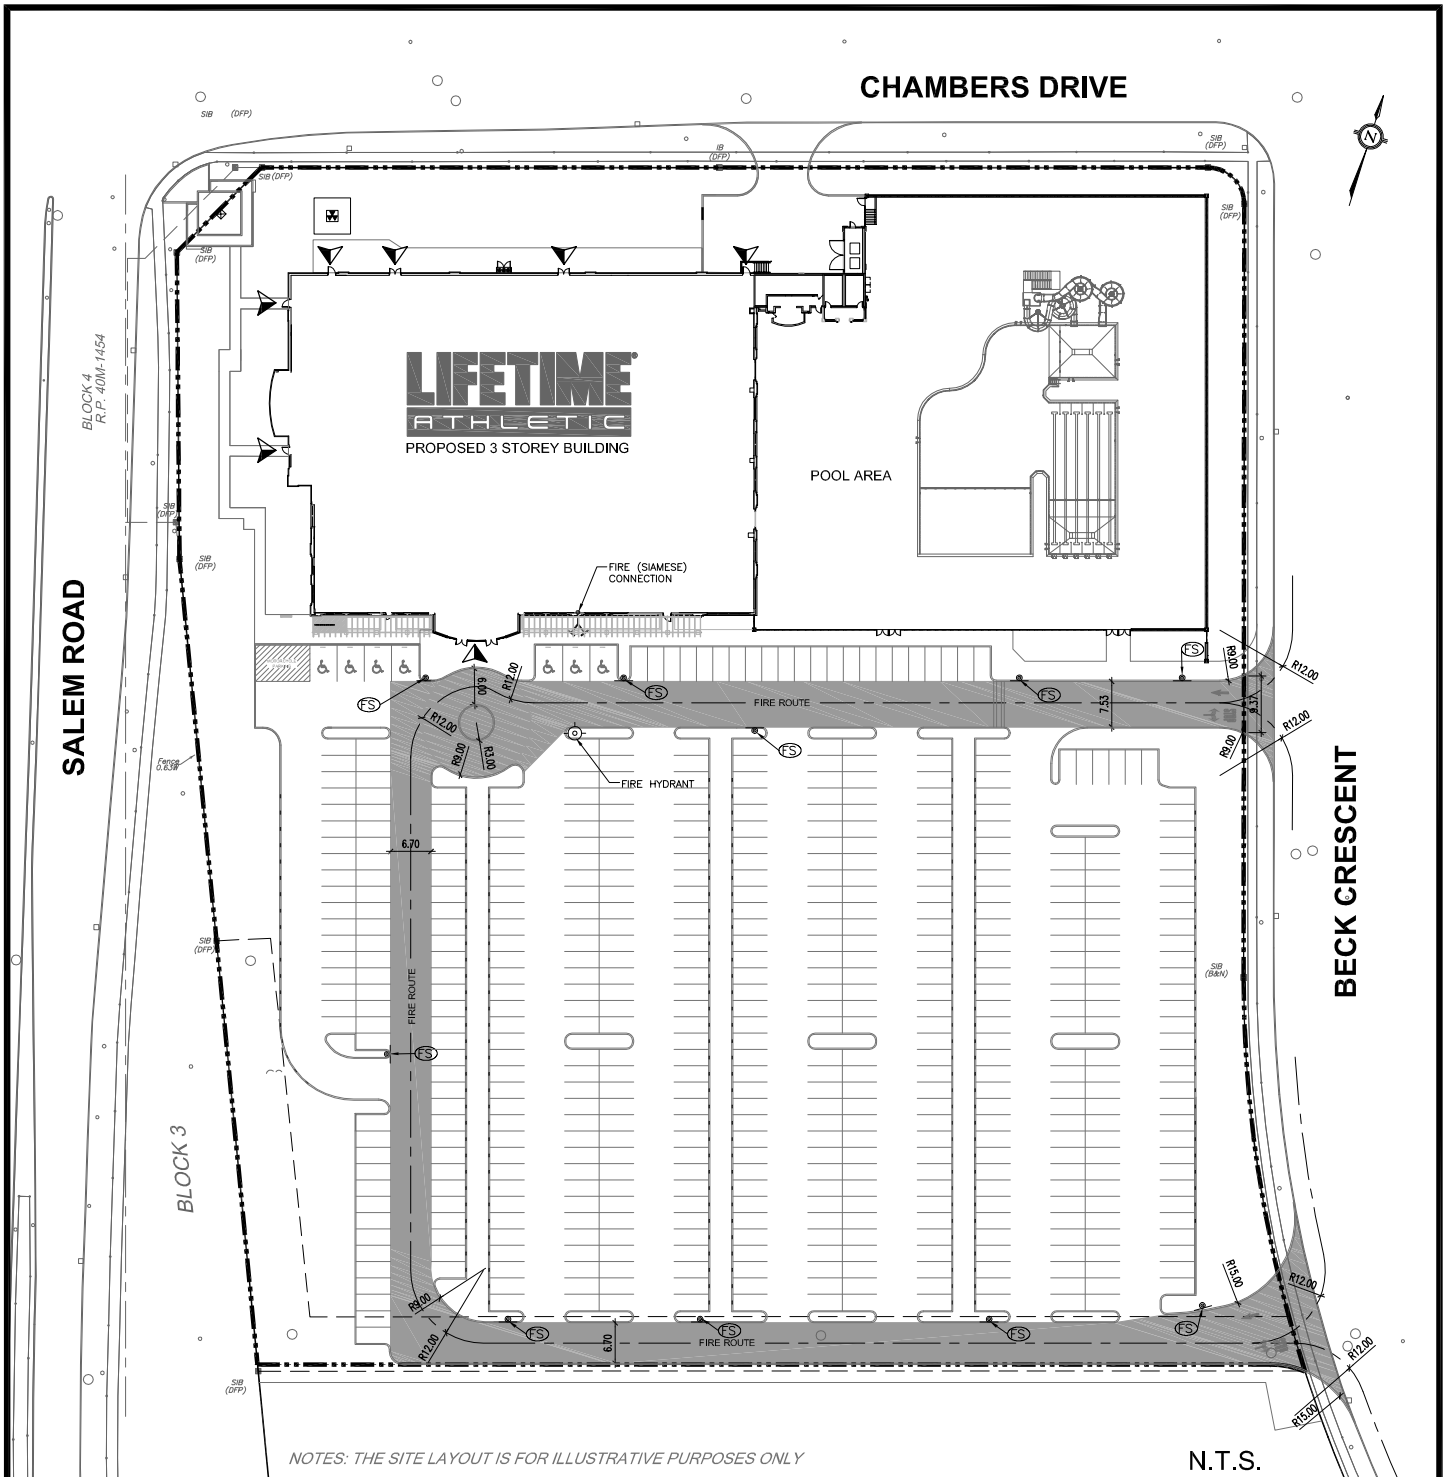 CHAMBERS DRIVE
N
SIB (DFP)
IB
(DFP)
SIB
(DFP)
SIB (DFP)
SIB
(DFP)
SIB
(DFP)
BLOCK 4
R.P. 40M-1454
LIFETIME
ATHLETIC
PROPOSED 3 STOREY BUILDING
POOL AREA
SIB
(DFP)
SIB
(DFP)
FIRE (SIAMESE)
CONNECTION
SALEM ROAD
FS
R9.00
R12.00
6.00
R12.00
FS
FS
FS
FIRE ROUTE
7.53
9.37
R12.00
R12.00
R9.00
R3.00
R9.00
FS
FIRE HYDRANT
Fence
0.63W
BECK CRESCENT
6.70
SIB
(DFP)
SIB
(B&N)
FIRE ROUTE
FS
BLOCK 3
R9.00
R12.00
FS
FS
FIRE ROUTE
6.70
FS
FS
R15.00
R12.00
R12.00
R15.00
SIB
(DFP)
NOTES: THE SITE LAYOUT IS FOR ILLUSTRATIVE PURPOSES ONLY
N.T.S.